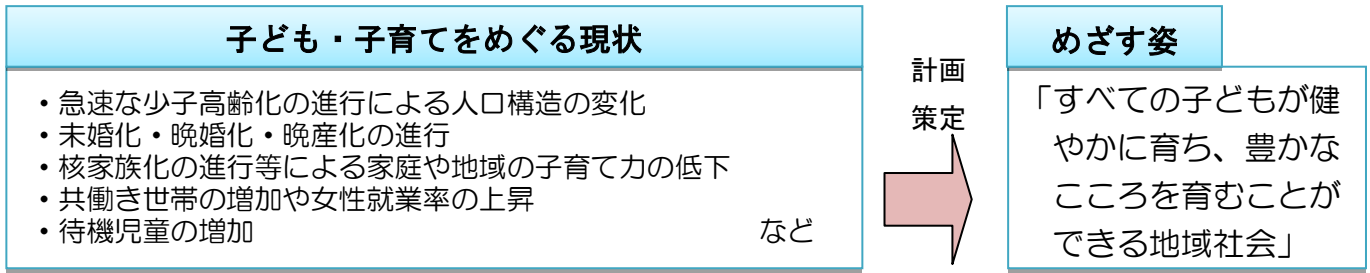 子ども・子育てをめぐる現状
・急速な少子高齢化の進行による人口構造の変化
・未婚化・晩婚化・晩産化の進行
・核家族化の進行等による家庭や地域の子育て力の低下
・共働き世帯の増加や女性就業率の上昇
・待機児童の増加 など
計画
策定
めざす姿
「すべての子どもが健
やかに育ち、豊かな
こころを育むことが
できる地域社会」